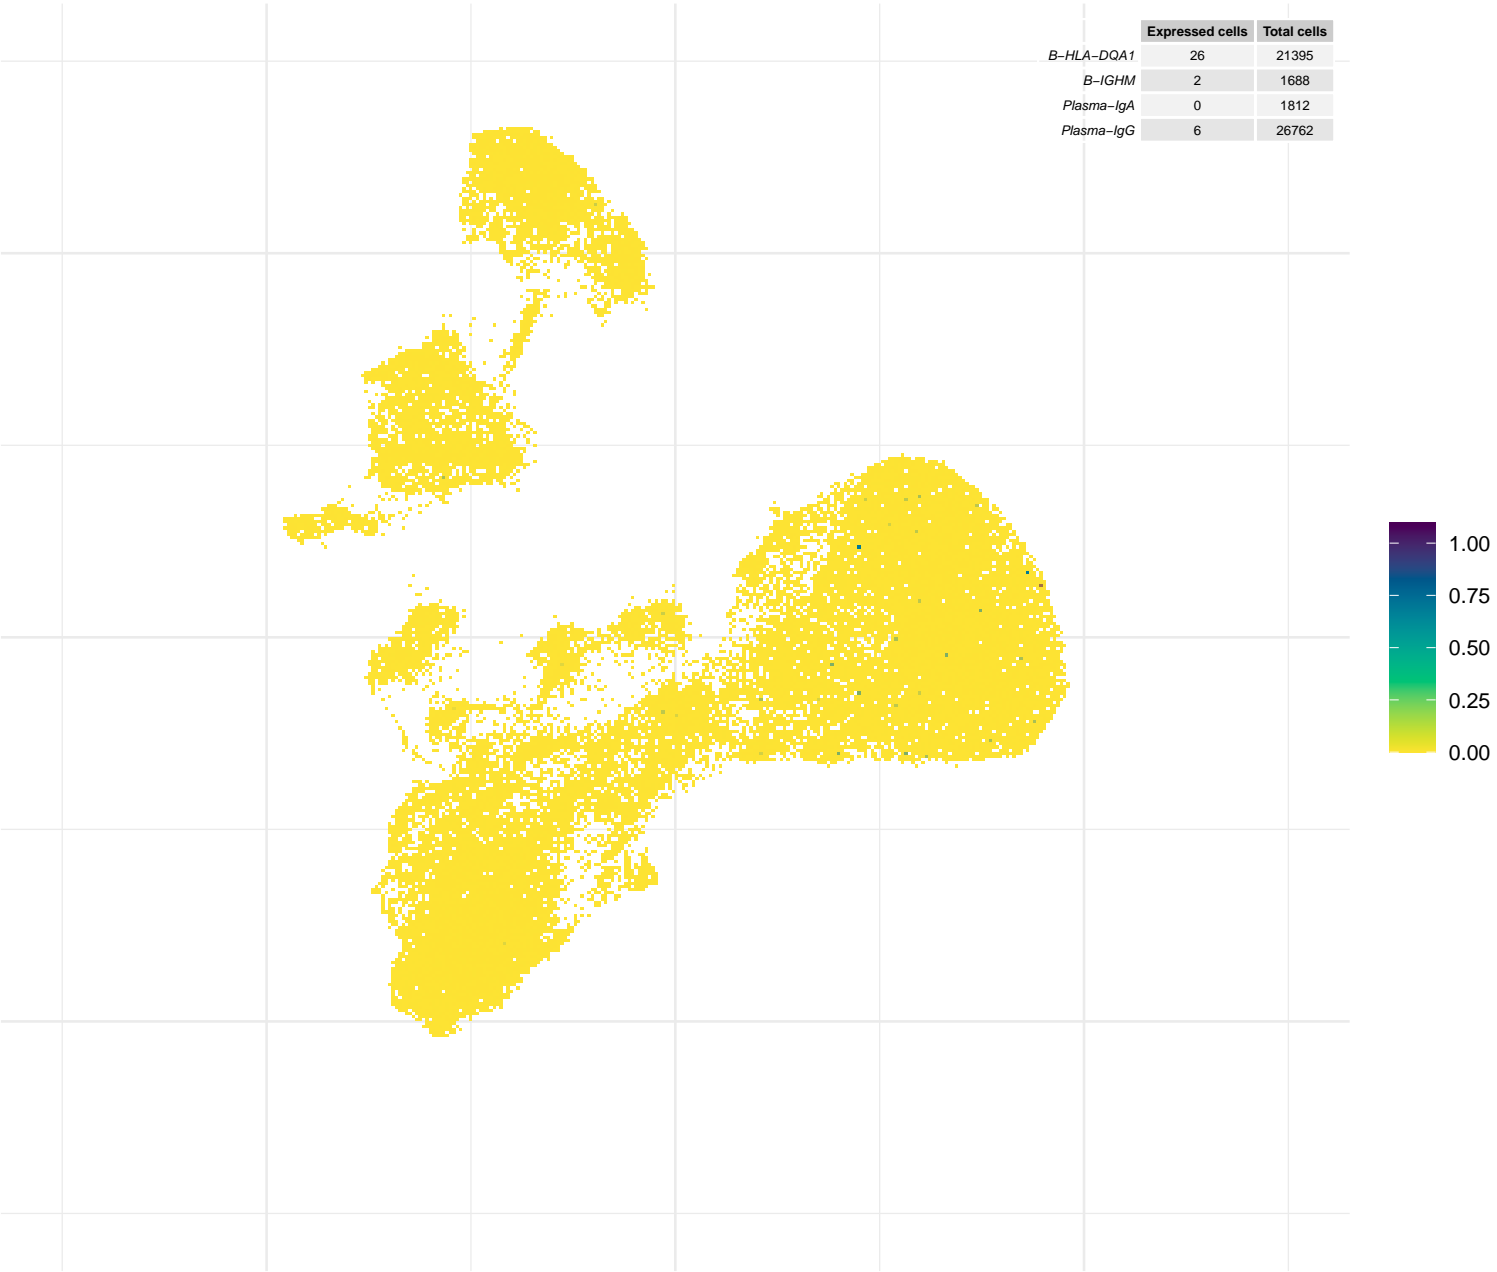 Expressed cells Total cells
B−HLA−DQA1 26 21395
B−IGHM 2 1688
Plasma−IgA 0 1812
Plasma−IgG 6 26762
1.00
0.75
0.50
0.25
0.00